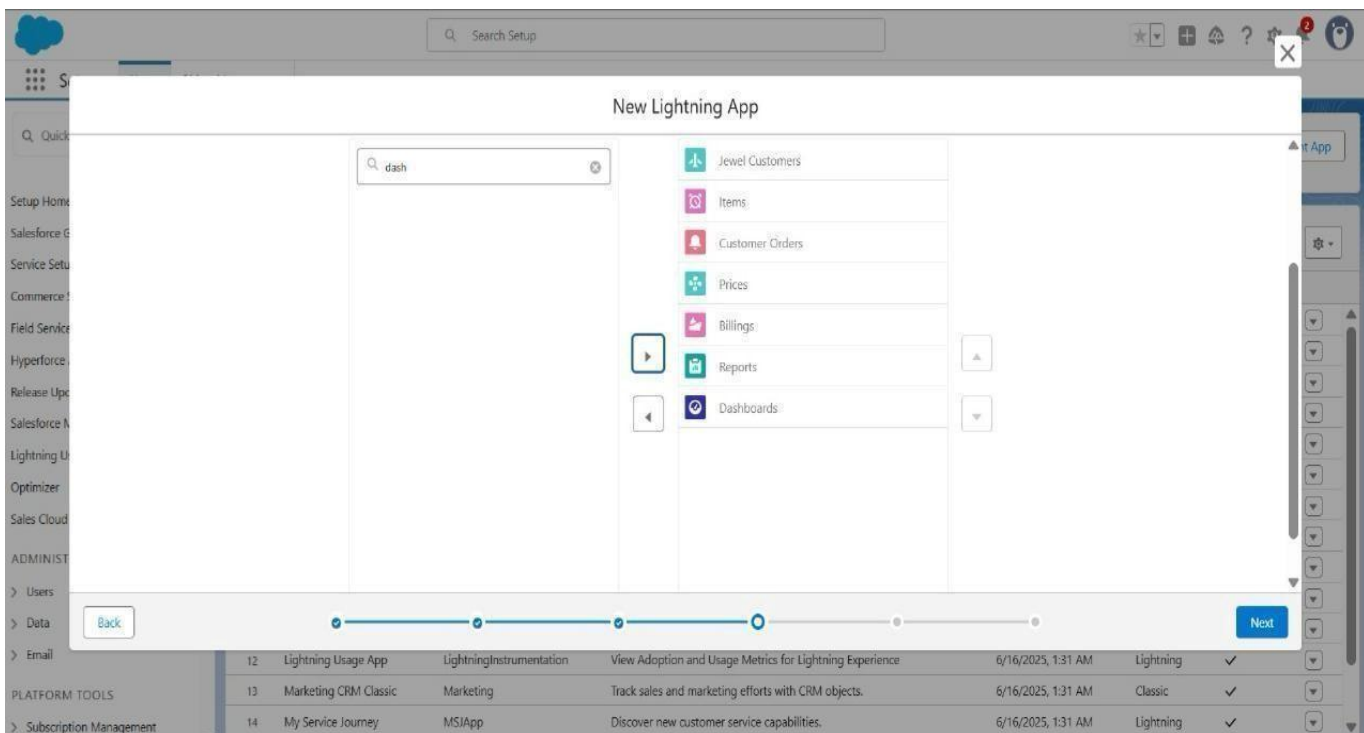 Search Setup
2
New Lightning App
Quick
App
dash
Jewel Customers
Setup Home
Items
Salesforce G
Customer Orders
Service Setu
Prices
Commerce S
Billings
Field Service
Hyperforce
Reports
Release Upd
Dashboards
Salesforce M
Lightning U
Optimizer
Sales Cloud
ADMINIST
Users
Data
Back
Next
Email
12 Lightning Usage App LightningInstrumentation View Adoption and Usage Metrics for Lightning Experience 6/16/2025, 1:31 AM Lightning
PLATFORM TOOLS
13 Marketing CRM Classic Marketing Track sales and marketing efforts with CRM objects. 6/16/2025, 1:31 AM Classic
Subscription Management
14 My Service Journey MSJApp Discover new customer service capabilities. 6/16/2025, 1:31 AM Lightning